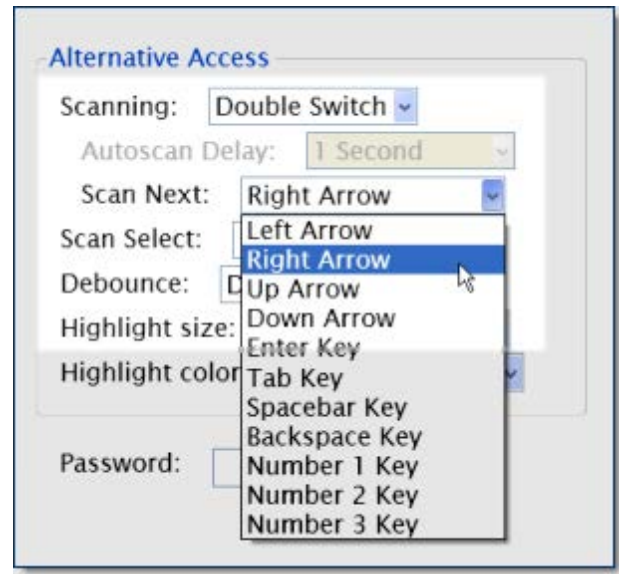 Alternative Access
Scanning: Double Switch
Autoscan Delay: 1 Second
Scan Next: Right Arrow
Left Arrow
Scan Select:
Right Arrow
Debounce: D
Up Arrow
Highlight size: Down Arrow
Enter Key
Highlight color
Tab Key
Spacebar Key
Backspace Key
Password:
Number 1 Key
Number 2 Key
Number 3 Key